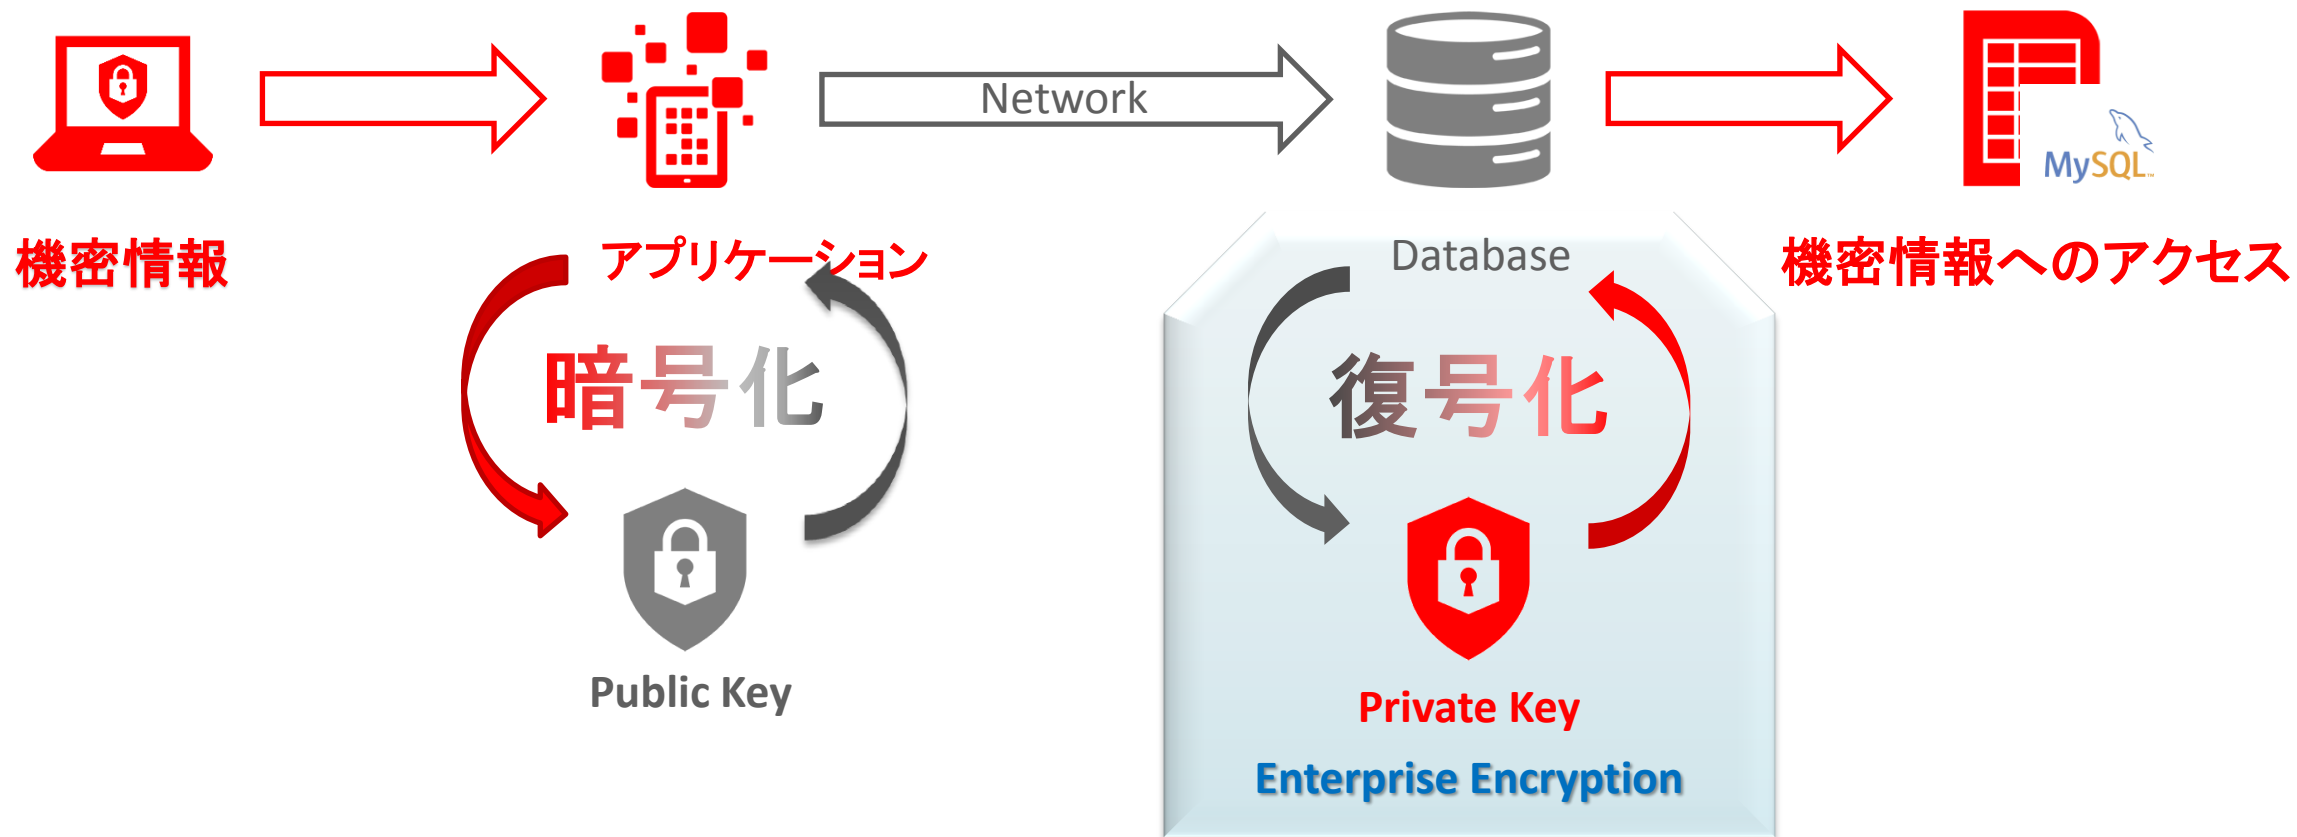 Network
MySQL™
機密情報
アプリケーション
Database
機密情報へのアクセス
暗号化
復号化
Public Key
Private Key
Enterprise Encryption